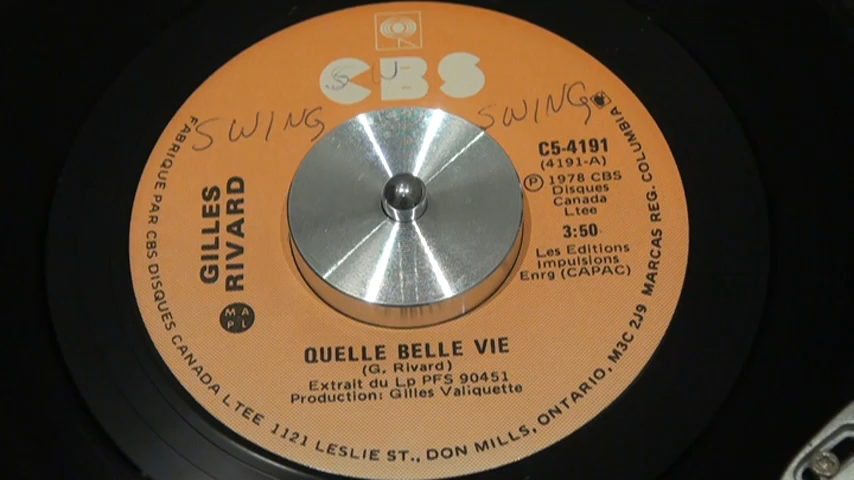 CBS
SW
SWING
SWING
C5-4191
(4191-A)
Ⓟ 1978 CBS
Disques
Canada
Ltee
3:50
Les Editions
Impulsions
Enrg (CAPAC)
GILLES
RIVARD
M A
P L
QUELLE BELLE VIE
(G. Rivard)
Extrait du Lp PFS 90451
Production: Gilles Valiquette
FABRIQUE PAR CBS DISQUES CANADA LTEE 1121 LESLIE ST., DON MILLS, ONTARIO, M3C 2J9 MARCAS REG. COLUMBIA